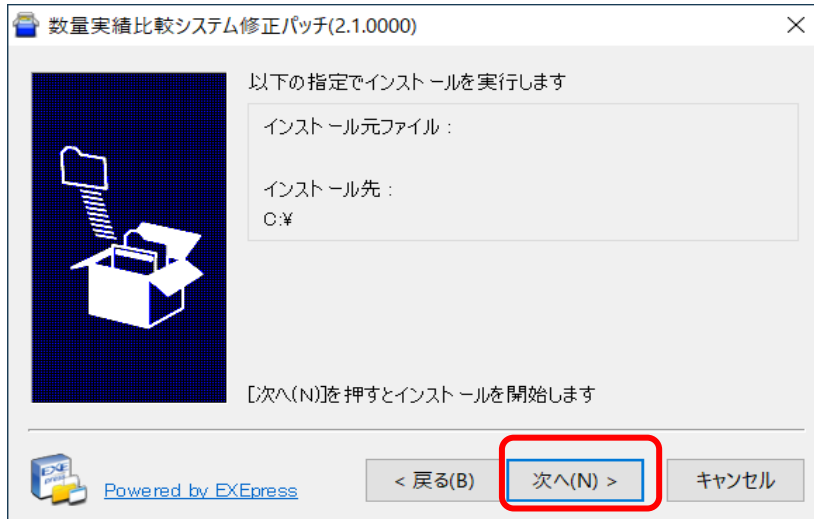 数量実績比較システム修正パッチ(2.1.0000)
以下の指定でインストールを実行します
インストール元ファイル：
インストール先：
C:¥
[次へ(N)]を押すとインストールを開始します
EXE
press
Powered by EXEpress
< 戻る(B)
次へ(N) >
キャンセル